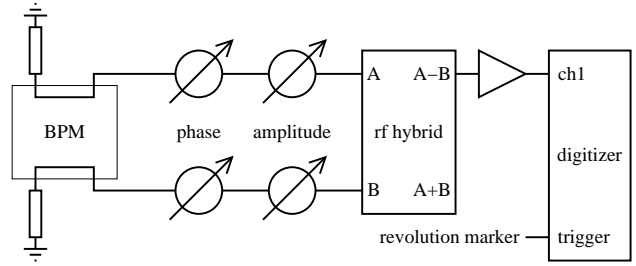 A A−B ch1
BPM phase amplitude rf hybrid
digitizer
B A+B
revolution marker trigger